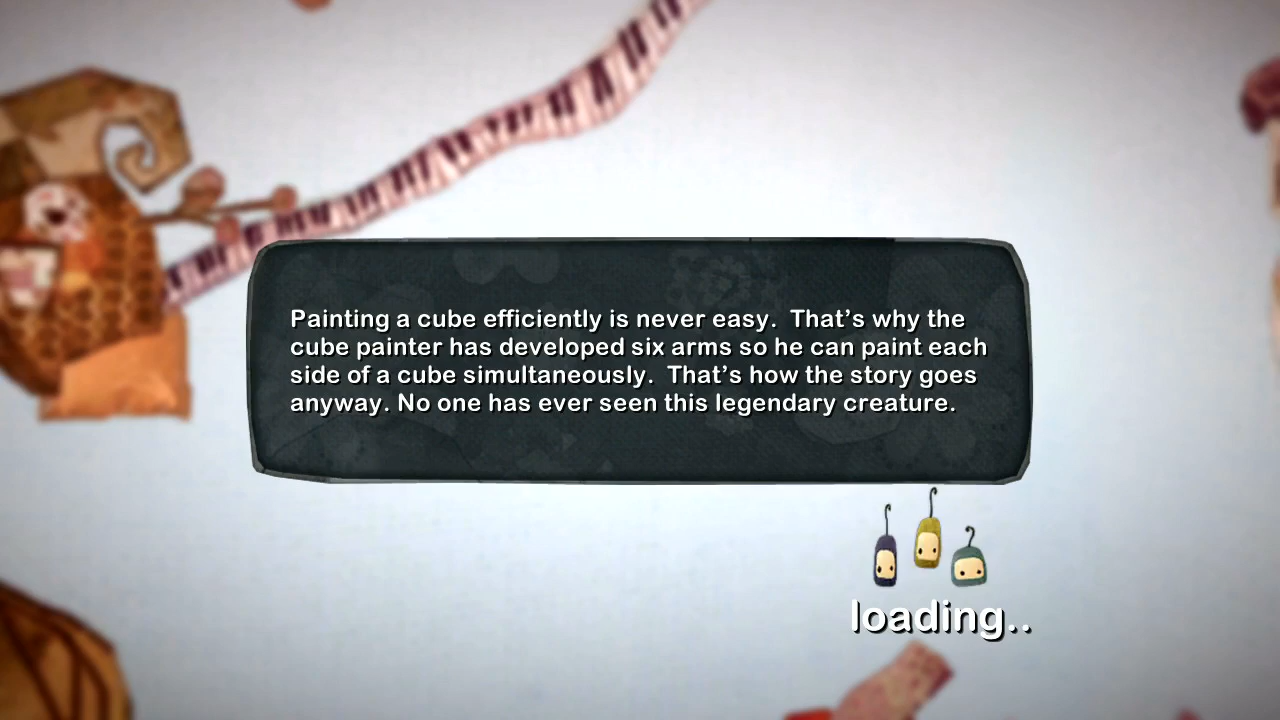 Painting a cube efficiently is never easy.  That's why the
cube painter has developed six arms so he can paint each
side of a cube simultaneously.  That's how the story goes
anyway. No one has ever seen this legendary creature.
loading..